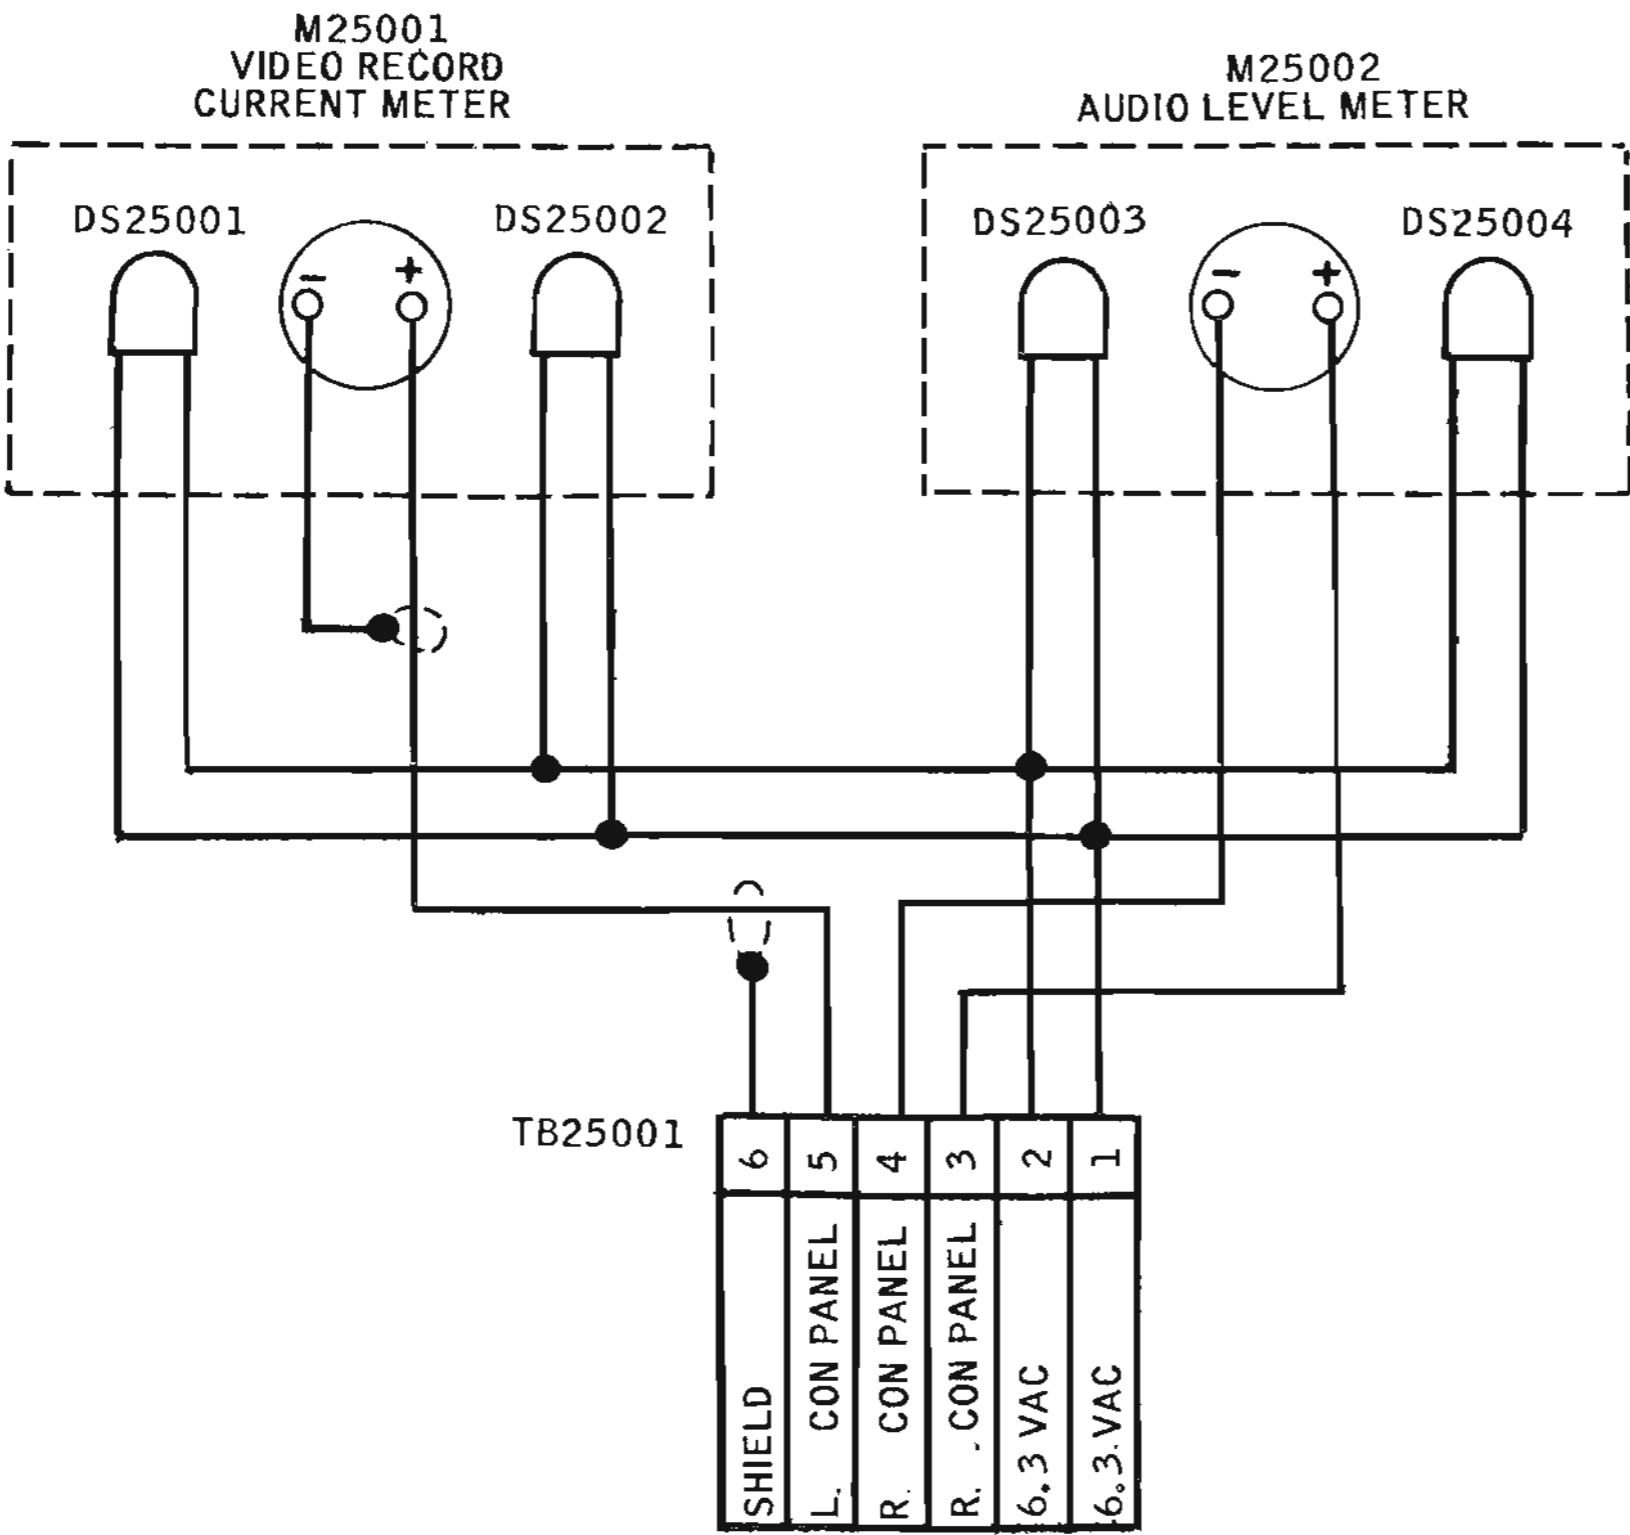 M25001
VIDEO RECORD
CURRENT METER
M25002
AUDIO LEVEL METER
DS25001
- +
DS25002
DS25003
- +
DS25004
TB25001
6
5
4
3
2
1
SHIELD
L. CON PANEL
R. CON PANEL
R. CON PANEL
6.3 VAC
6.3 VAC